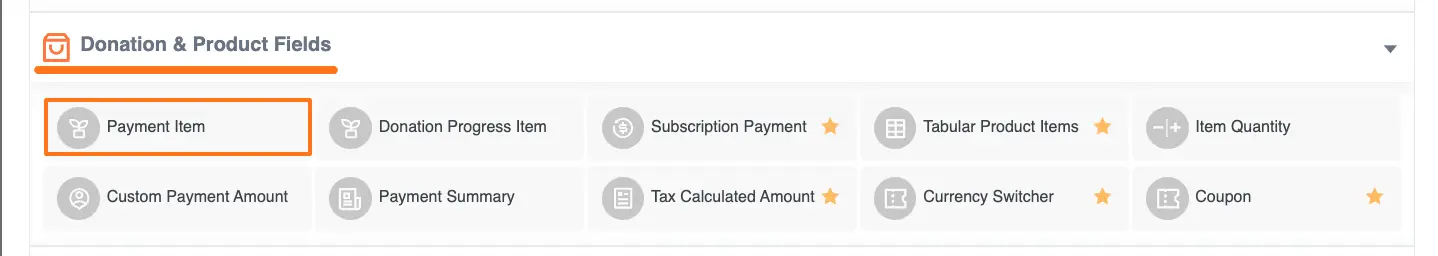 Donation & Product Fields
Payment Item
Donation Progress Item
Subscription Payment
Tabular Product Items
Item Quantity
Custom Payment Amount
Payment Summary
Tax Calculated Amount
Currency Switcher
Coupon